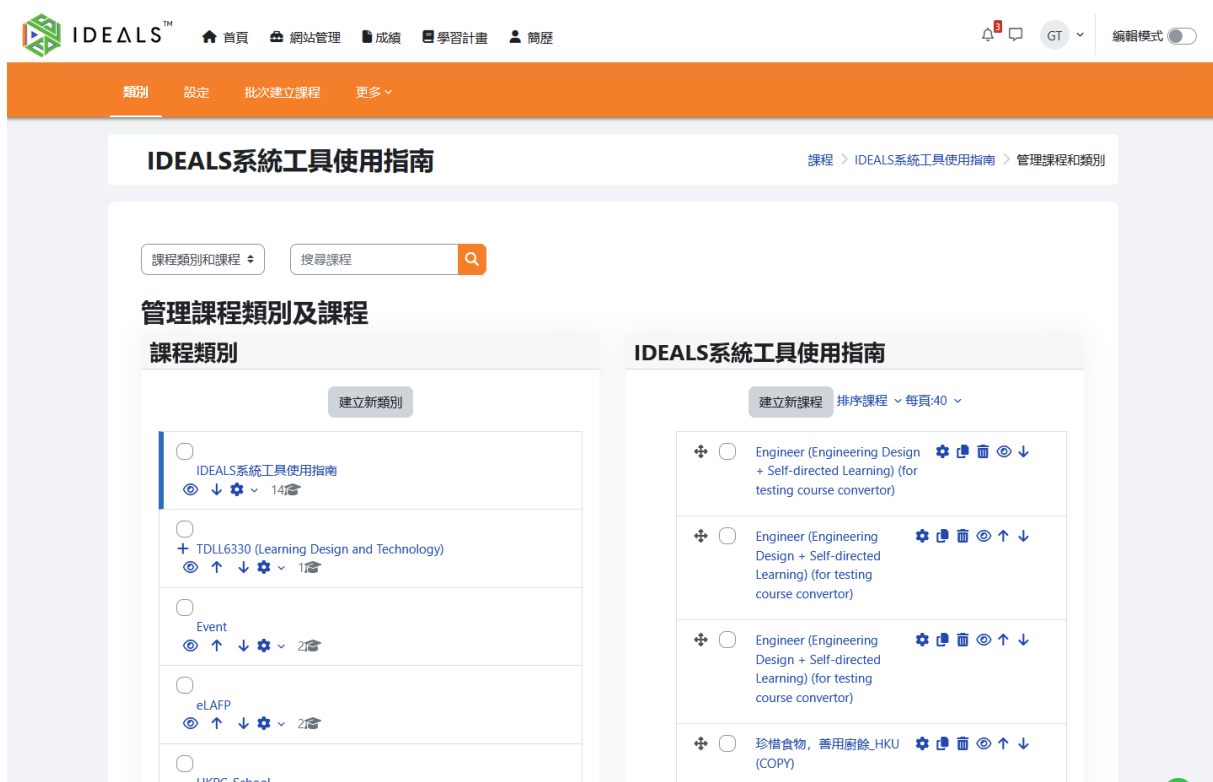 IDEALS™
首頁
網站管理
成績
學習計畫
簡歷
3
GT
編輯模式
類別
設定
批次建立課程
更多
IDEALS系統工具使用指南
課程
IDEALS系統工具使用指南
管理課程和類別
課程類別和課程
搜尋課程
管理課程類別及課程
課程類別
建立新類別
IDEALS系統工具使用指南
14
TDLL6330 (Learning Design and Technology)
1
Event
2
eLAFP
2
HKBC School
IDEALS系統工具使用指南
建立新課程
排序課程
每頁:40
Engineer (Engineering Design
+ Self-directed Learning) (for
testing course convertor)
Engineer (Engineering
Design + Self-directed
Learning) (for testing
course convertor)
Engineer (Engineering
Design + Self-directed
Learning) (for testing
course convertor)
珍惜食物，善用廚餘_HKU
(COPY)